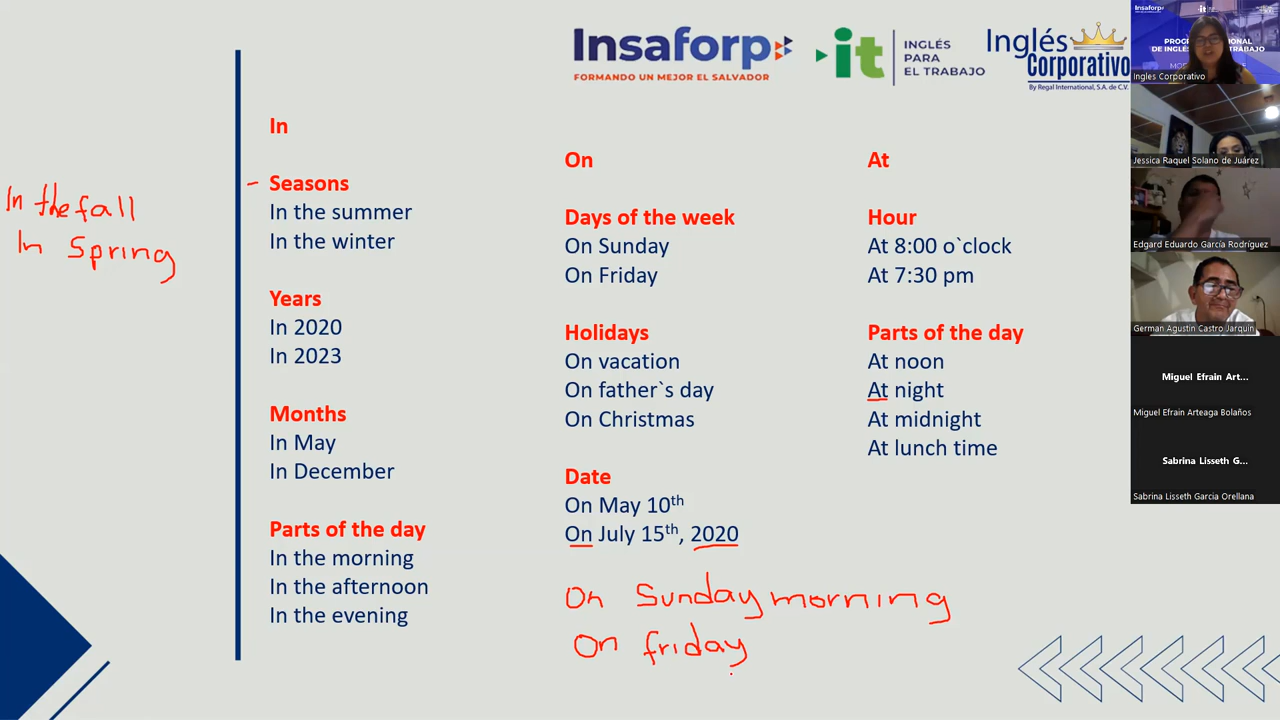 Insaforp
FORMANDO UN MEJOR EL SALVADOR
it
INGLÉS
PARA
EL TRABAJO
Inglés
Corporativo
By Regal International, S.A. de C.V.
In the fall
In Spring
In
- Seasons
In the summer
In the winter
Years
In 2020
In 2023
Months
In May
In December
Parts of the day
In the morning
In the afternoon
In the evening
On
Days of the week
On Sunday
On Friday
Holidays
On vacation
On father`s day
On Christmas
Date
On May 10th
On July 15th, 2020
On Sunday morning
On friday
At
Hour
At 8:00 o`clock
At 7:30 pm
Parts of the day
At noon
At night
At midnight
At lunch time
Insaforp
it
Ingles Corporativo
Jessica Raquel Solano de Juárez
Edgard Eduardo García Rodríguez
German Agustin Castro Jarquin
Miguel Efrain Art...
Miguel Efrain Arteaga Bolaños
Sabrina Lisseth G...
Sabrina Lisseth Garcia Orellana